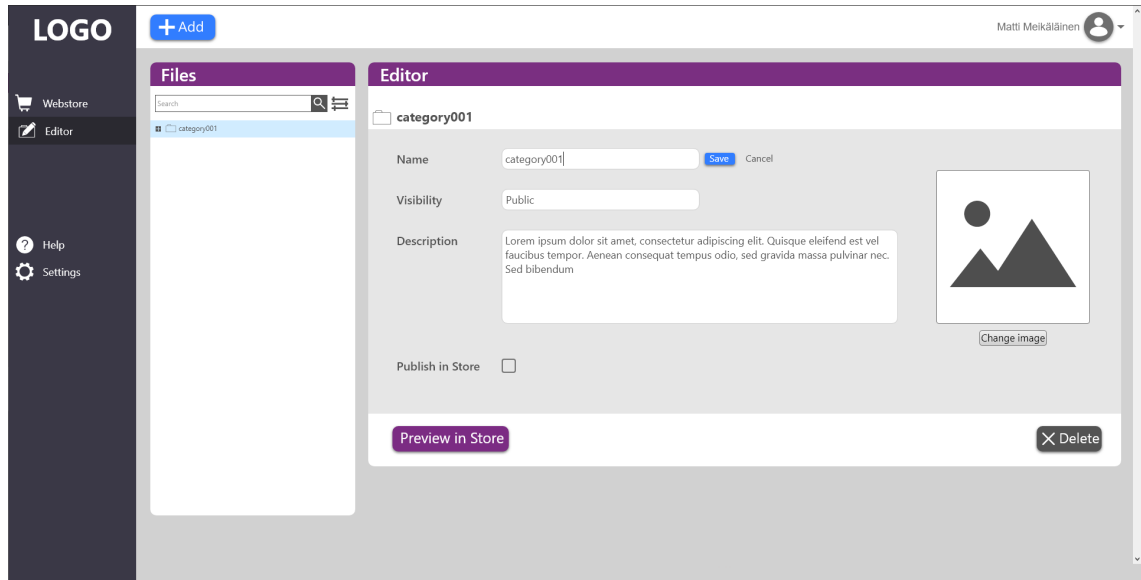 LOGO
Add
Matti Meikäläinen
Webstore
Editor
Help
Settings
Files
Search
category001
Editor
category001
Name
category001
Save
Cancel
Visibility
Public
Description
Lorem ipsum dolor sit amet, consectetur adipiscing elit. Quisque eleifend est vel
faucibus tempor. Aenean consequat tempus odio, sed gravida massa pulvinar nec.
Sed bibendum
Change image
Publish in Store
Preview in Store
Delete